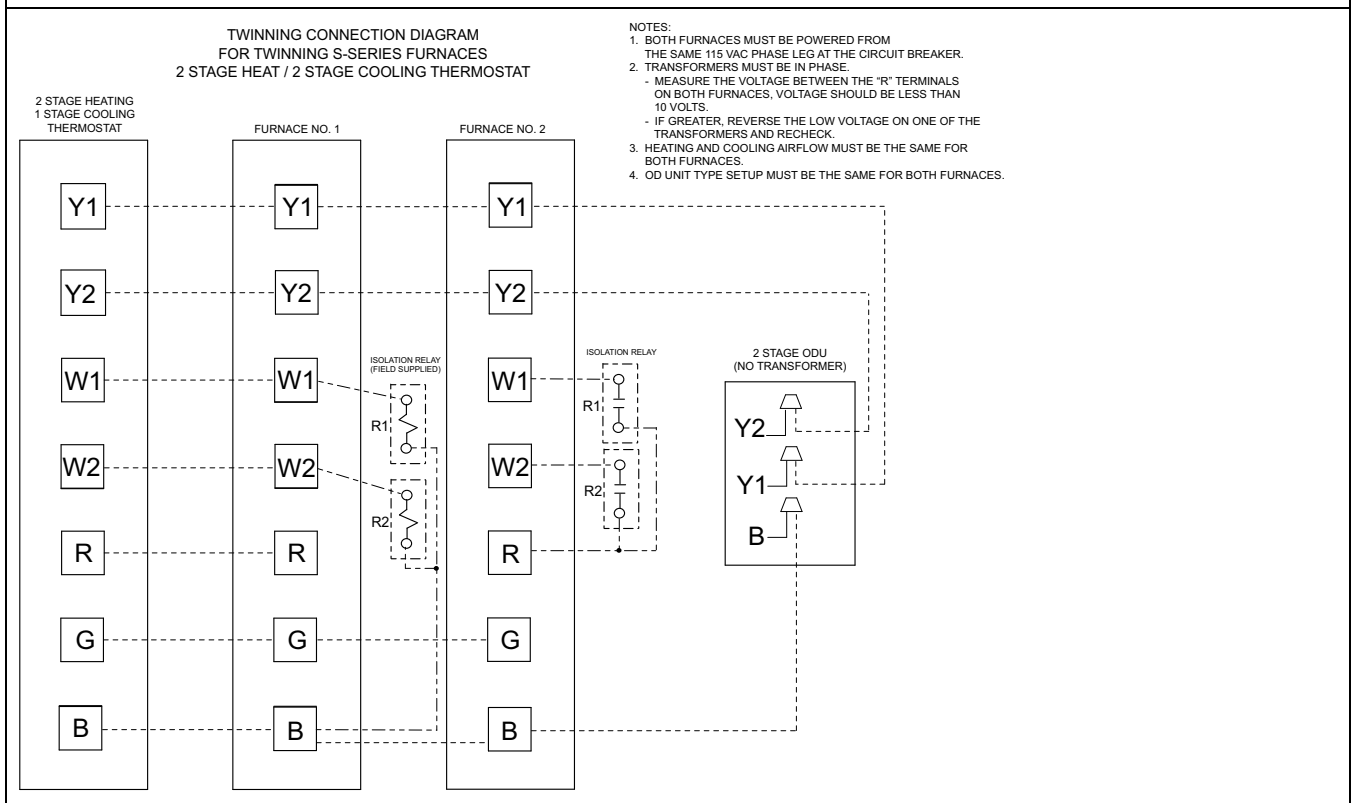 TWINNING CONNECTION DIAGRAM
FOR TWINNING S-SERIES FURNACES
2 STAGE HEAT / 2 STAGE COOLING THERMOSTAT
NOTES:
1. BOTH FURNACES MUST BE POWERED FROM
THE SAME 115 VAC PHASE LEG AT THE CIRCUIT BREAKER.
2. TRANSFORMERS MUST BE IN PHASE.
- MEASURE THE VOLTAGE BETWEEN THE “R” TERMINALS
ON BOTH FURNACES, VOLTAGE SHOULD BE LESS THAN
10 VOLTS.
- IF GREATER, REVERSE THE LOW VOLTAGE ON ONE OF THE
TRANSFORMERS AND RECHECK.
3. HEATING AND COOLING AIRFLOW MUST BE THE SAME FOR
BOTH FURNACES.
4. OD UNIT TYPE SETUP MUST BE THE SAME FOR BOTH FURNACES.
2 STAGE HEATING
1 STAGE COOLING
THERMOSTAT
Y1
Y2
W1
W2
R
G
B
FURNACE NO. 1
Y1
Y2
W1
W2
R
G
B
ISOLATION RELAY
(FIELD SUPPLIED)
R1
R2
FURNACE NO. 2
Y1
Y2
W1
W2
R
G
B
ISOLATION RELAY
R1
R2
2 STAGE ODU
(NO TRANSFORMER)
Y2
Y1
B